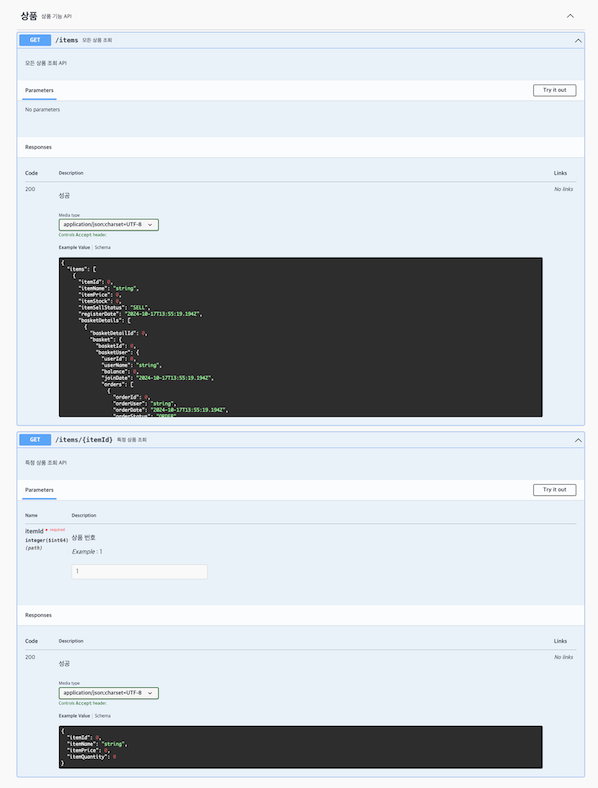 상품 상품 기능 API
GET /items 모든 상품 조회
모든 상품 조회 API
Parameters Try it out
No parameters
Responses
Code Description Links
200 성공 No links
Media type
application/json;charset=UTF-8
Controls Accept header.
Example Value | Schema
{
"items": [
{
"itemId": 0,
"itemName": "string",
"itemPrice": 0,
"itemStock": 0,
"itemSellStatus": "SELL",
"registerDate": "2024-10-17T13:55:19.194Z",
"basketDetails": [
{
"basketDetailId": 0,
"basket": {
"basketId": 0,
"basketUser": {
"userId": 0,
"userName": "string",
"balance": 0,
"joinDate": "2024-10-17T13:55:19.194Z",
"orders": [
{
"orderId": 0,
"orderUser": "string",
"orderDate": "2024-10-17T13:55:19.194Z",
"orderStatus": "ORDER",
GET /items/{itemId} 특정 상품 조회
특정 상품 조회 API
Parameters Try it out
Name Description
itemId * required
integer($int64)
(path)
상품 번호
Example : 1
1
Responses
Code Description Links
200 성공 No links
Media type
application/json;charset=UTF-8
Controls Accept header.
Example Value | Schema
{
"itemId": 0,
"itemName": "string",
"itemPrice": 0,
"itemQuantity": 0
}